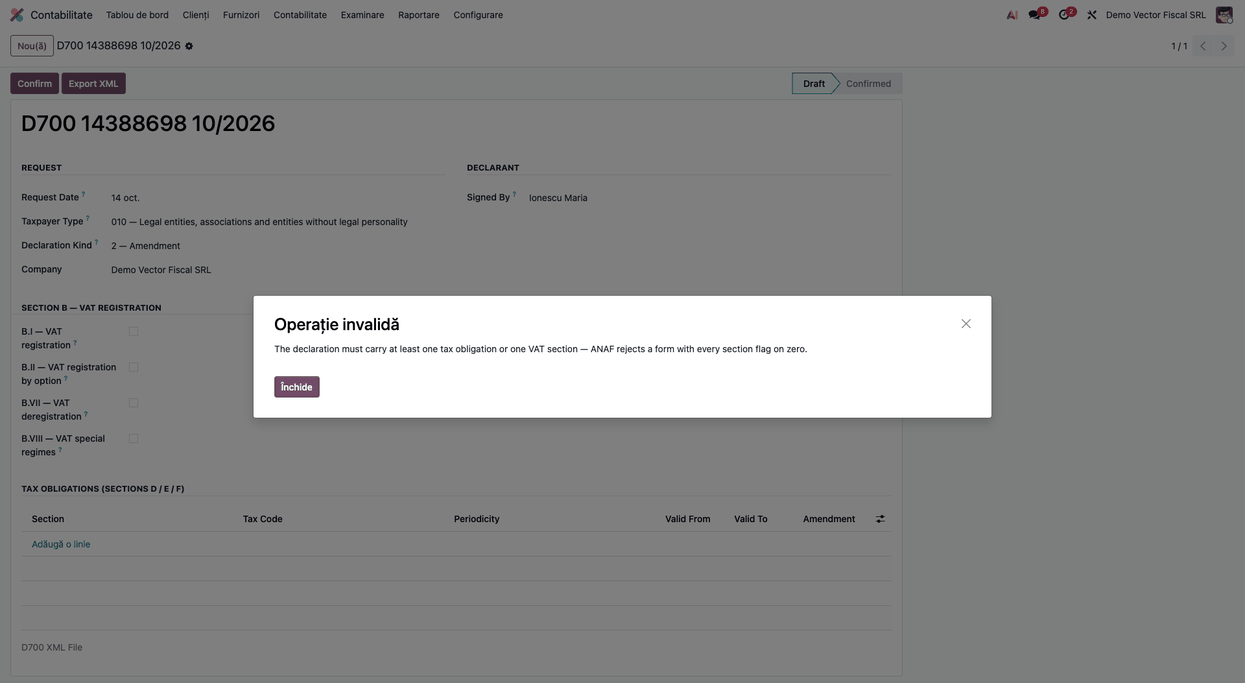 Contabilitate Tablou de bord Clienți Furnizori Contabilitate Examinare Raportare Configurare AI 8 2 Demo Vector Fiscal SRL
Nou(ă) D700 14388698 10/2026 1 / 1
Confirm Export XML Draft Confirmed
D700 14388698 10/2026
REQUEST
Request Date ? 14 oct.
Taxpayer Type ? 010 — Legal entities, associations and entities without legal personality
Declaration Kind ? 2 — Amendment
Company Demo Vector Fiscal SRL
DECLARANT
Signed By ? Ionescu Maria
SECTION B — VAT REGISTRATION
B.I — VAT
registration ?
B.II — VAT registration
by option ?
B.VII — VAT
deregistration ?
B.VIII — VAT special
regimes ?
Operație invalidă
The declaration must carry at least one tax obligation or one VAT section — ANAF rejects a form with every section flag on zero.
Închide
TAX OBLIGATIONS (SECTIONS D / E / F)
Section Tax Code Periodicity Valid From Valid To Amendment
Adăugă o linie
D700 XML File